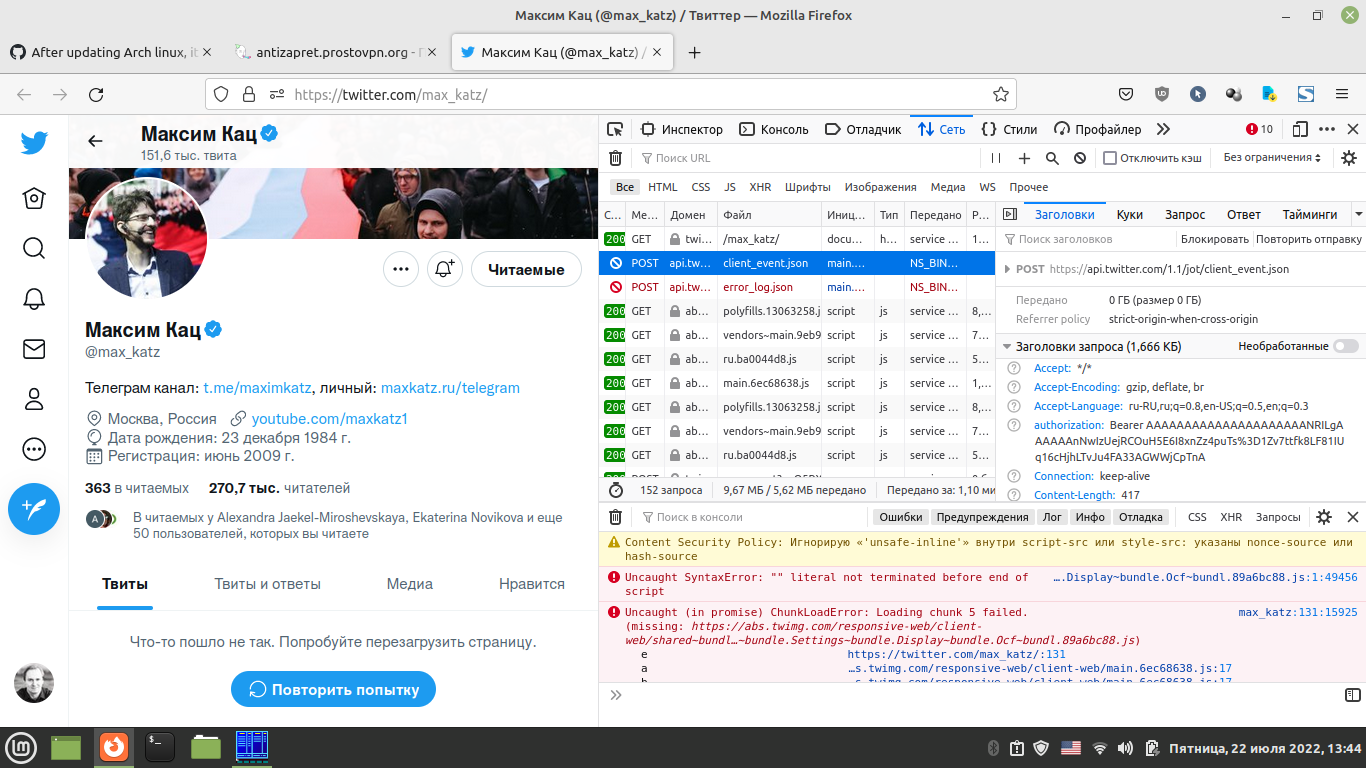 Максим Кац (@max_katz) / Твиттер — Mozilla Firefox
After updating Arch linux, it
antizapret.prostovpn.org - П
Максим Кац (@max_katz) /
https://twitter.com/max_katz/
Максим Кац
151,6 тыс. твита
Читаемые
Максим Кац
@max_katz
Телеграм канал: t.me/maximkatz, личный: maxkatz.ru/telegram
Москва, Россия youtube.com/maxkatz1
Дата рождения: 23 декабря 1984 г.
Регистрация: июнь 2009 г.
363 в читаемых 270,7 тыс. читателей
A
В читаемых у Alexandra Jaekel-Miroshevskaya, Ekaterina Novikova и еще
50 пользователей, которых вы читаете
Твиты Твиты и ответы Медиа Нравится
Что-то пошло не так. Попробуйте перезагрузить страницу.
Повторить попытку
Инспектор Консоль Отладчик Сеть Стили Профайлер 10
Поиск URL Отключить кэш Без ограничения
Все HTML CSS JS XHR Шрифты Изображения Медиа WS Прочее
С... Ме... Домен Файл Иниц... Тип Передано Р...
200 GET twi... /max_katz/ docu... h... service ... 1...
POST api.tw... client_event.json main.... NS_BIN...
POST api.tw... error_log.json main.... NS_BIN...
200 GET ab... polyfills.13063258.j script js service ... 8,...
200 GET ab... vendors~main.9eb9 script js service ... 7...
200 GET ab... ru.ba0044d8.js script js service ... 5...
200 GET ab... main.6ec68638.js script js service ... 1,...
200 GET ab... polyfills.13063258.j script js service ... 8,...
200 GET ab... vendors~main.9eb9 script js service ... 7...
200 GET ab... ru.ba0044d8.js script js service ... 5...
152 запроса 9,67 МБ / 5,62 МБ передано Передано за: 1,10 ми
Заголовки Куки Запрос Ответ Тайминги
Поиск заголовков Блокировать Повторить отправку
POST https://api.twitter.com/1.1/jot/client_event.json
Передано 0 ГБ (размер 0 ГБ)
Referrer policy strict-origin-when-cross-origin
Заголовки запроса (1,666 КБ) Необработанные
Accept: */*
Accept-Encoding: gzip, deflate, br
Accept-Language: ru-RU,ru;q=0.8,en-US;q=0.5,en;q=0.3
authorization: Bearer AAAAAAAAAAAAAAAAAAAAANRILgA
AAAAAnNwIzUejRCOuH5E6I8xnZz4puTs%3D1Zv7ttfk8LF81IU
q16cHjhLTvJu4FA33AGWWjCpTnA
Connection: keep-alive
Content-Length: 417
Поиск в консоли Ошибки Предупреждения Лог Инфо Отладка CSS XHR Запросы
Content Security Policy: Игнорирую «'unsafe-inline'» внутри script-src или style-src: указаны nonce-source или
hash-source
Uncaught SyntaxError: "" literal not terminated before end of ….Display~bundle.Ocf~bundl.89a6bc88.js:1:49456
script
Uncaught (in promise) ChunkLoadError: Loading chunk 5 failed. max_katz:131:15925
(missing: https://abs.twimg.com/responsive-web/client-
web/shared~bundl…~bundle.Settings~bundle.Display~bundle.Ocf~bundl.89a6bc88.js)
e https://twitter.com/max_katz/:131
a …s.twimg.com/responsive-web/client-web/main.6ec68638.js:17
b …s.twimg.com/responsive-web/client-web/main.6ec68638.js:17
Пятница, 22 июля 2022, 13:44